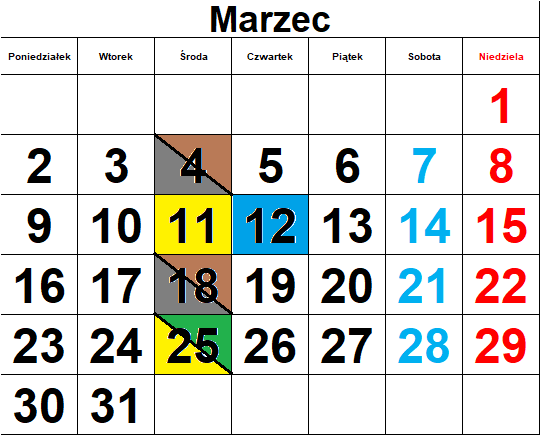 Marzec
Poniedziałek Wtorek Środa Czwartek Piątek Sobota Niedziela
1
2 3 4 5 6 7 8
9 10 11 12 13 14 15
16 17 18 19 20 21 22
23 24 25 26 27 28 29
30 31